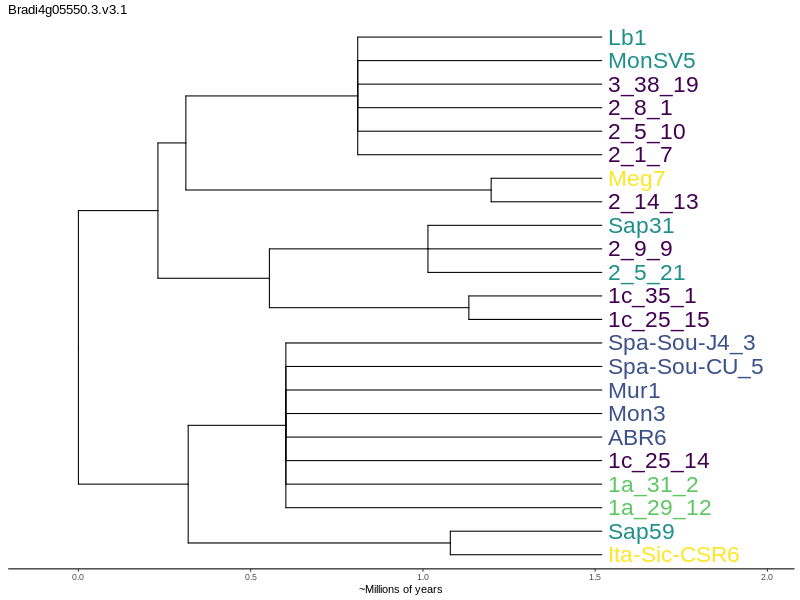 Bradi4g05550.3.v3.1
Lb1
MonSV5
3_38_19
2_8_1
2_5_10
2_1_7
Meg7
2_14_13
Sap31
2_9_9
2_5_21
1c_35_1
1c_25_15
Spa-Sou-J4_3
Spa-Sou-CU_5
Mur1
Mon3
ABR6
1c_25_14
1a_31_2
1a_29_12
Sap59
Ita-Sic-CSR6
0.0 0.5 1.0 1.5 2.0
~Millions of years